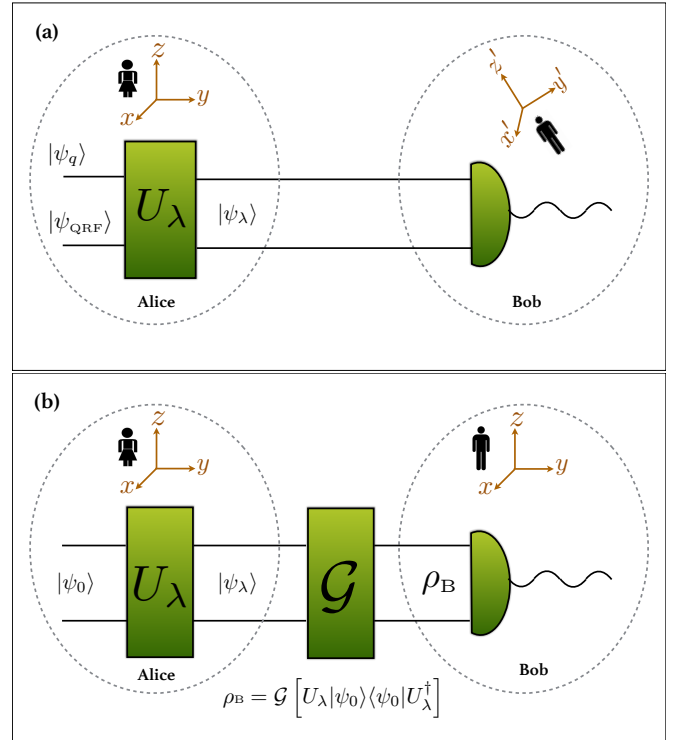 (a)
z
y
x
z′
y′
x′
|ψ_q⟩
U_λ
|ψ_QRF⟩
|ψ_λ⟩
Alice
Bob
(b)
z
y
x
z
y
x
|ψ_0⟩
U_λ
|ψ_λ⟩
𝒢
ρ_B
Alice
Bob
ρ_B = 𝒢 [ U_λ|ψ_0⟩⟨ψ_0|U_λ^† ]